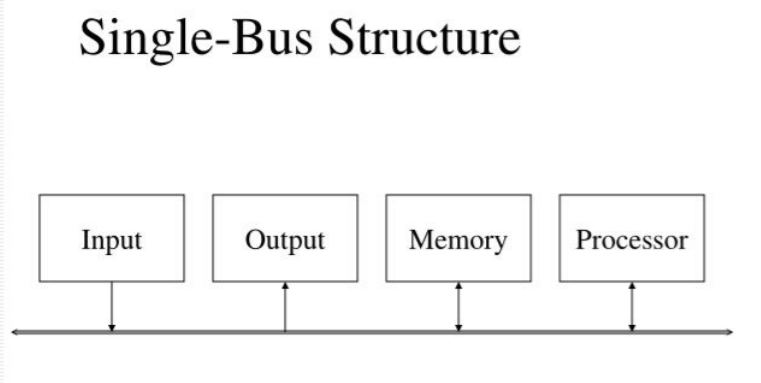 Single-Bus Structure
Input
Output
Memory
Processor